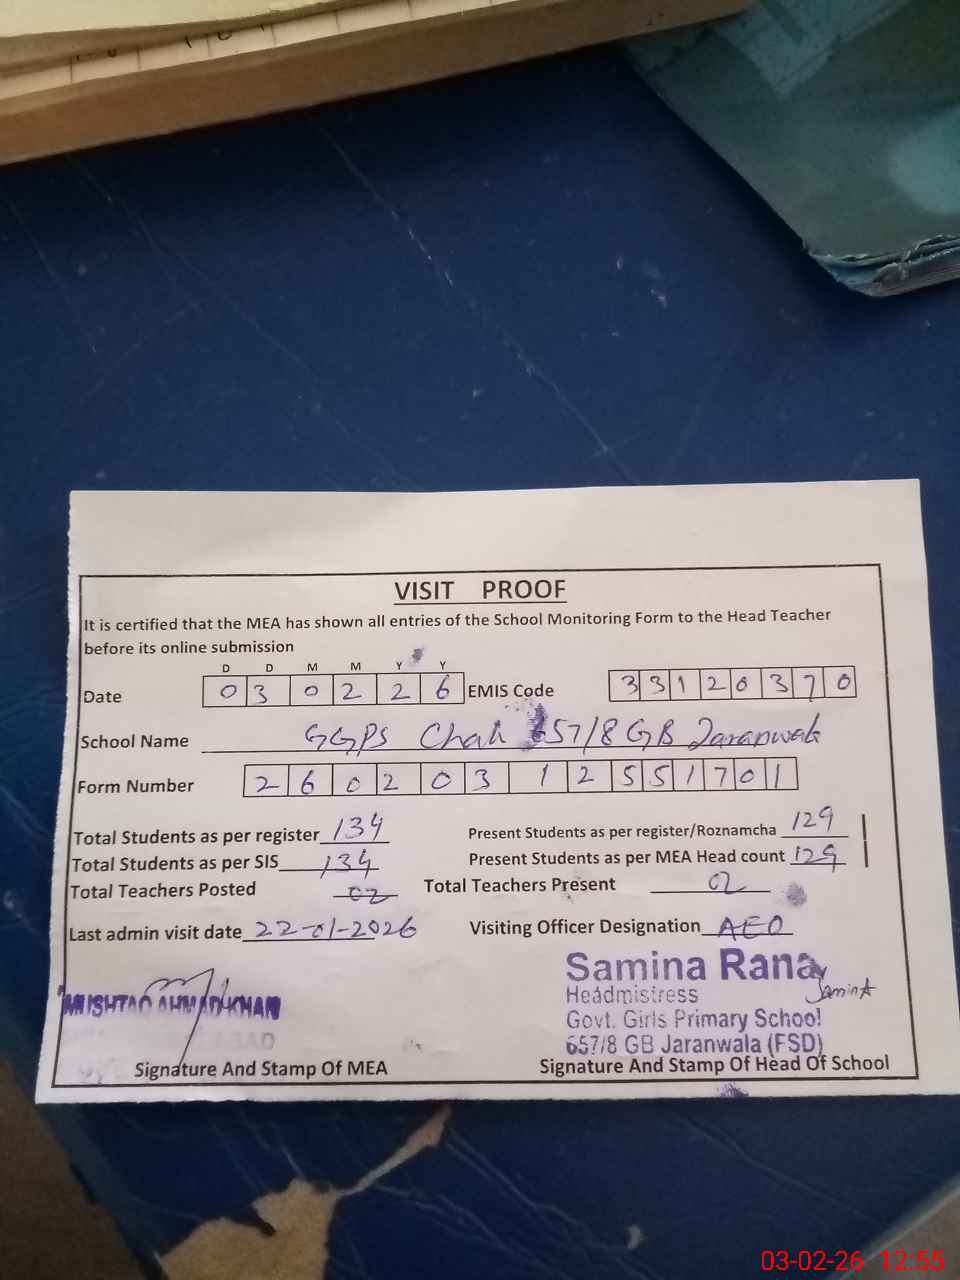 VISIT PROOF
It is certified that the MEA has shown all entries of the School Monitoring Form to the Head Teacher
before its online submission
D D M M Y Y
Date 0 3 0 2 2 6 EMIS Code 3 3 1 2 0 3 7 0
School Name GGPS Chak 657/8 GB Jaranwala
Form Number 2 6 0 2 0 3 1 2 5 5 1 7 0 1
Total Students as per register 134 Present Students as per register/Roznamcha 129
Total Students as per SIS 134 Present Students as per MEA Head count 129
Total Teachers Posted 02 Total Teachers Present 02
Last admin visit date 22-01-2026 Visiting Officer Designation AEO
Samina Rana
MUSHTAQ AHMAD KHAN Headmistress Samina
Govt. Girls Primary School
657/8 GB Jaranwala (FSD)
Signature And Stamp Of MEA Signature And Stamp Of Head Of School
03-02-26 12:55